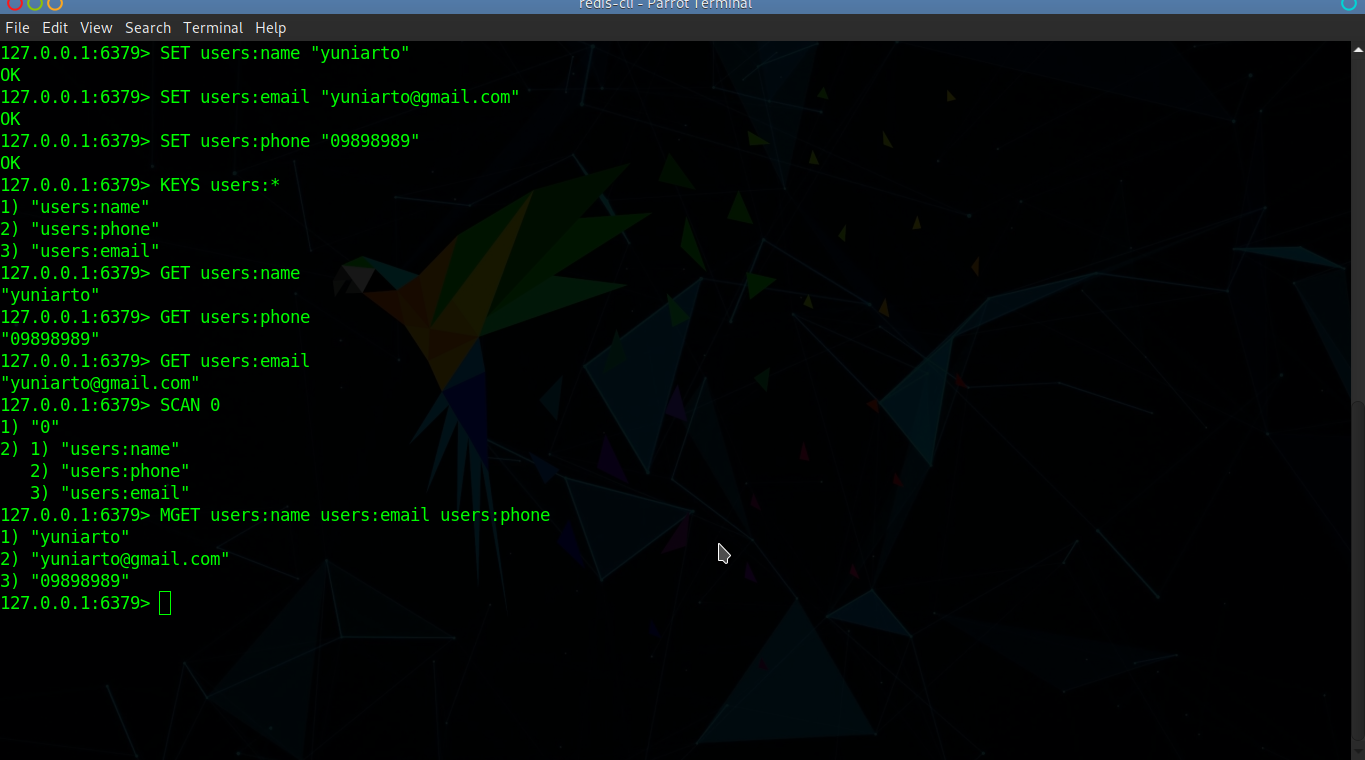 redis-cli - Parrot Terminal
File Edit View Search Terminal Help
127.0.0.1:6379> SET users:name "yuniarto"
OK
127.0.0.1:6379> SET users:email "yuniarto@gmail.com"
OK
127.0.0.1:6379> SET users:phone "09898989"
OK
127.0.0.1:6379> KEYS users:*
1) "users:name"
2) "users:phone"
3) "users:email"
127.0.0.1:6379> GET users:name
"yuniarto"
127.0.0.1:6379> GET users:phone
"09898989"
127.0.0.1:6379> GET users:email
"yuniarto@gmail.com"
127.0.0.1:6379> SCAN 0
1) "0"
2) 1) "users:name"
   2) "users:phone"
   3) "users:email"
127.0.0.1:6379> MGET users:name users:email users:phone
1) "yuniarto"
2) "yuniarto@gmail.com"
3) "09898989"
127.0.0.1:6379>